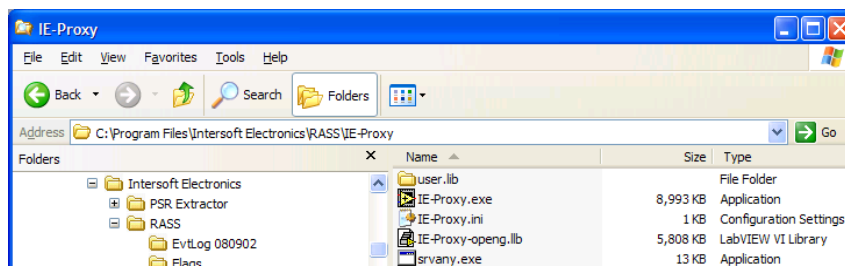 IE-Proxy
File Edit View Favorites Tools Help
Back Search Folders
Address C:\Program Files\Intersoft Electronics\RASS\IE-Proxy Go
Folders Name Size Type
Intersoft Electronics
PSR Extractor
RASS
EvtLog 080902
Flags
user.lib File Folder
IE-Proxy.exe 8,993 KB Application
IE-Proxy.ini 1 KB Configuration Settings
IE-Proxy-openg.llb 5,808 KB LabVIEW VI Library
srvany.exe 13 KB Application